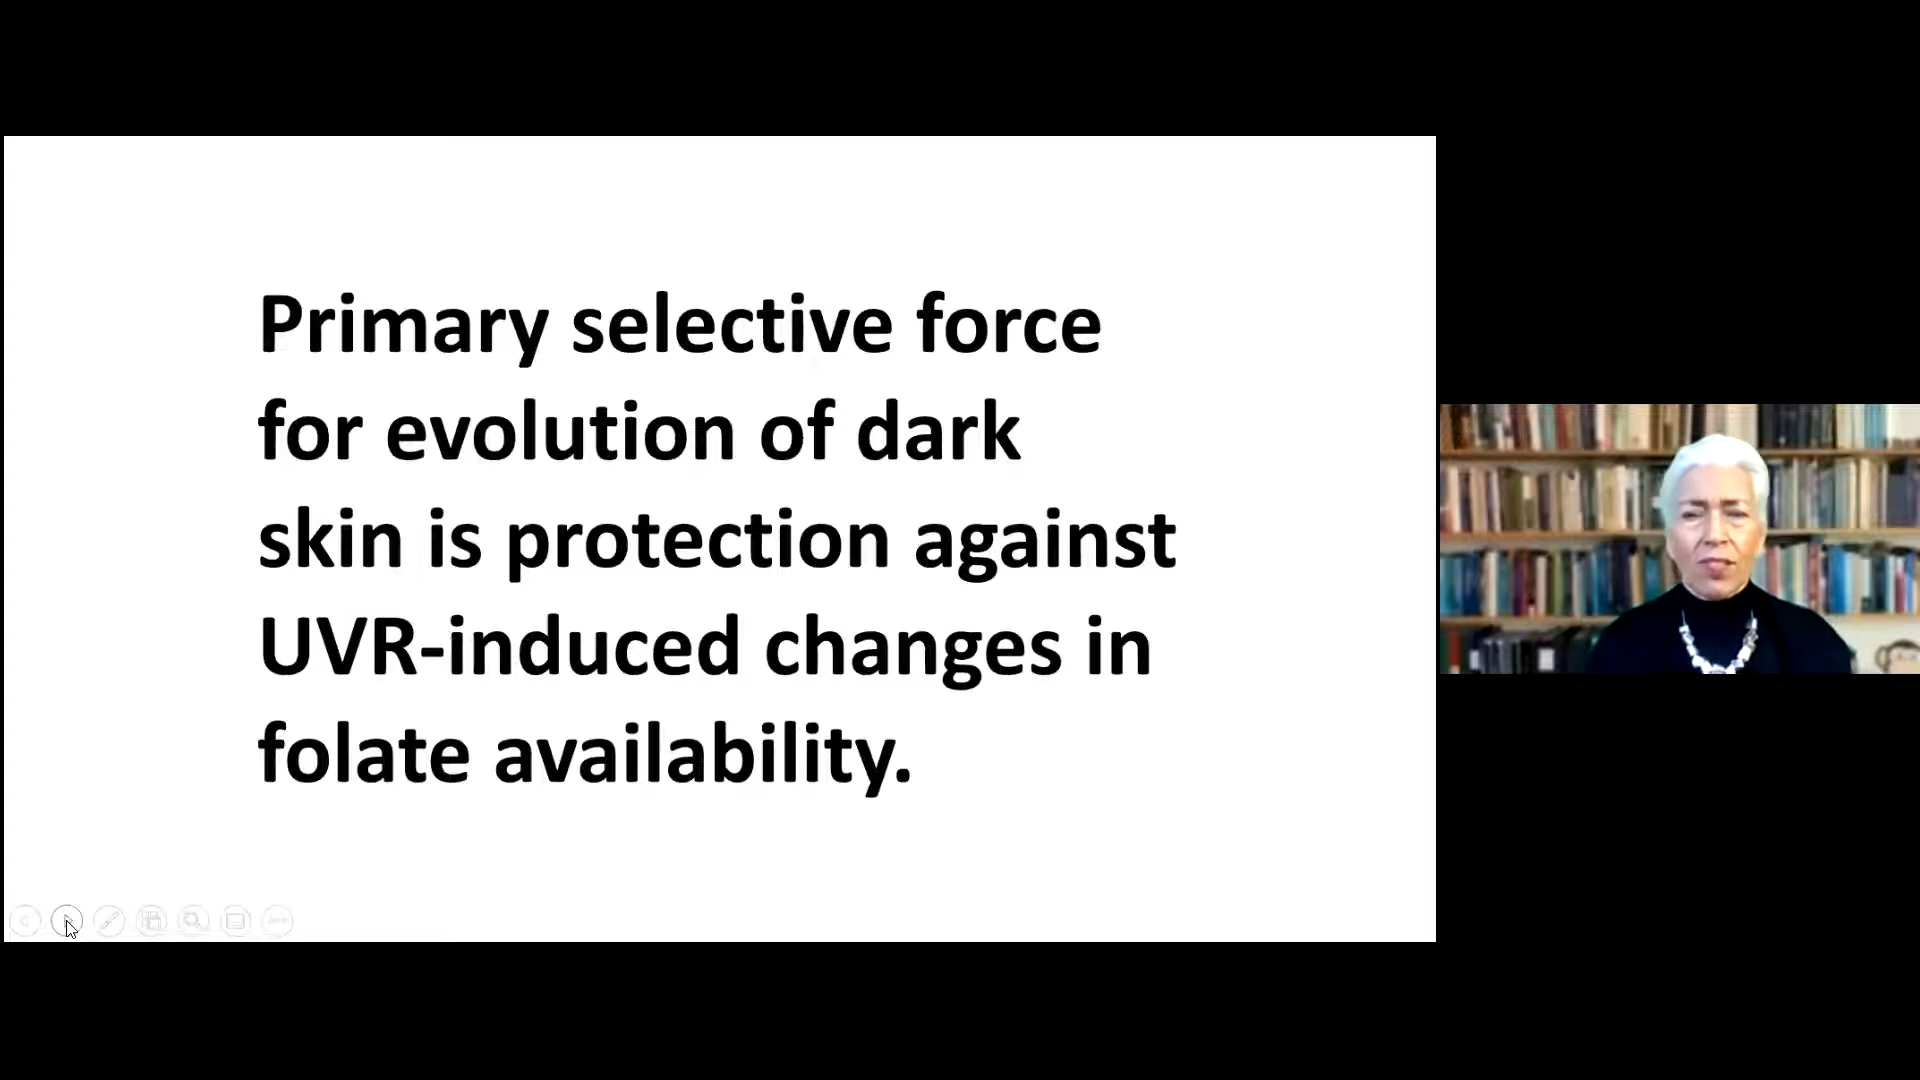 Primary selective force
for evolution of dark
skin is protection against
UVR-induced changes in
folate availability.